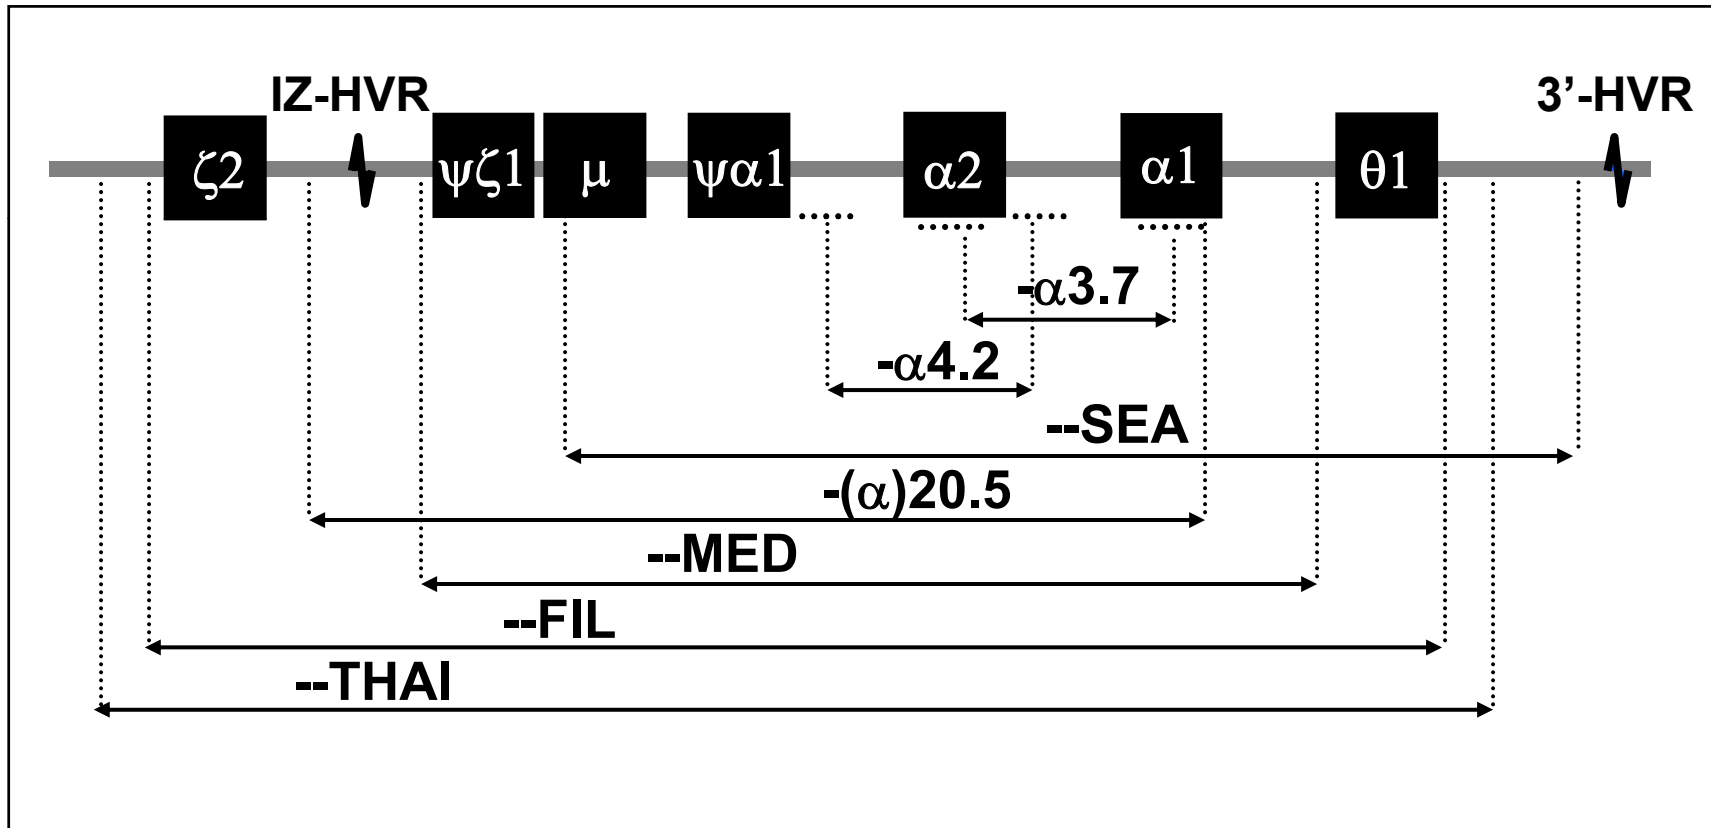 IZ-HVR
3’-HVR
ζ2
ψζ1
μ
ψα1
α2
α1
θ1
-α3.7
-α4.2
--SEA
-(α)20.5
--MED
--FIL
--THAI